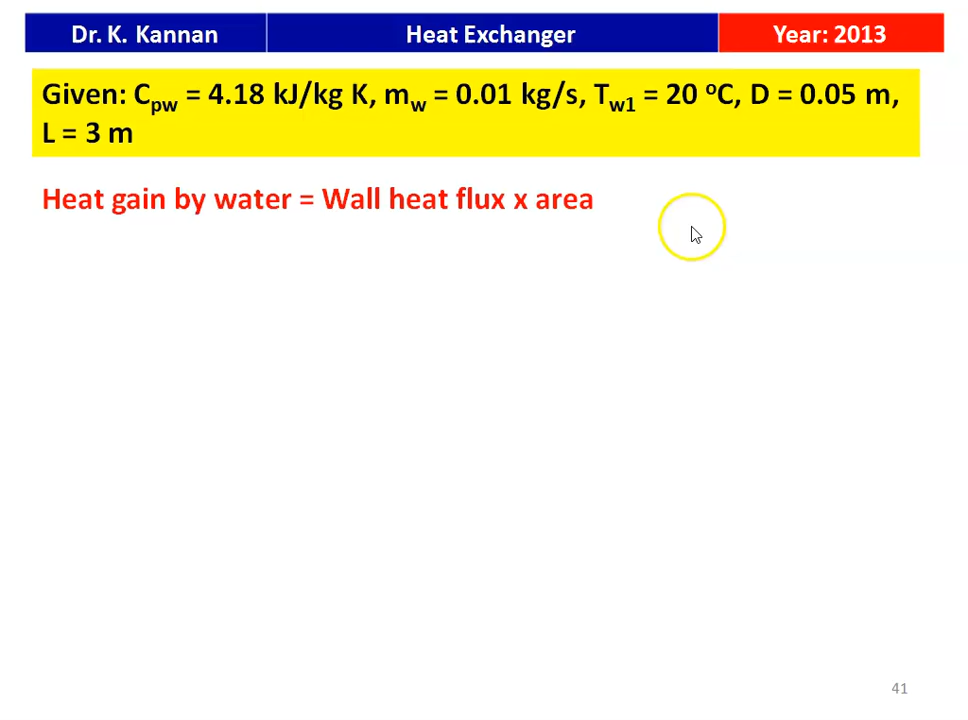 Dr. K. Kannan Heat Exchanger Year: 2013
Given: Cpw = 4.18 kJ/kg K, mw = 0.01 kg/s, Tw1 = 20 oC, D = 0.05 m,
L = 3 m
Heat gain by water = Wall heat flux x area
41